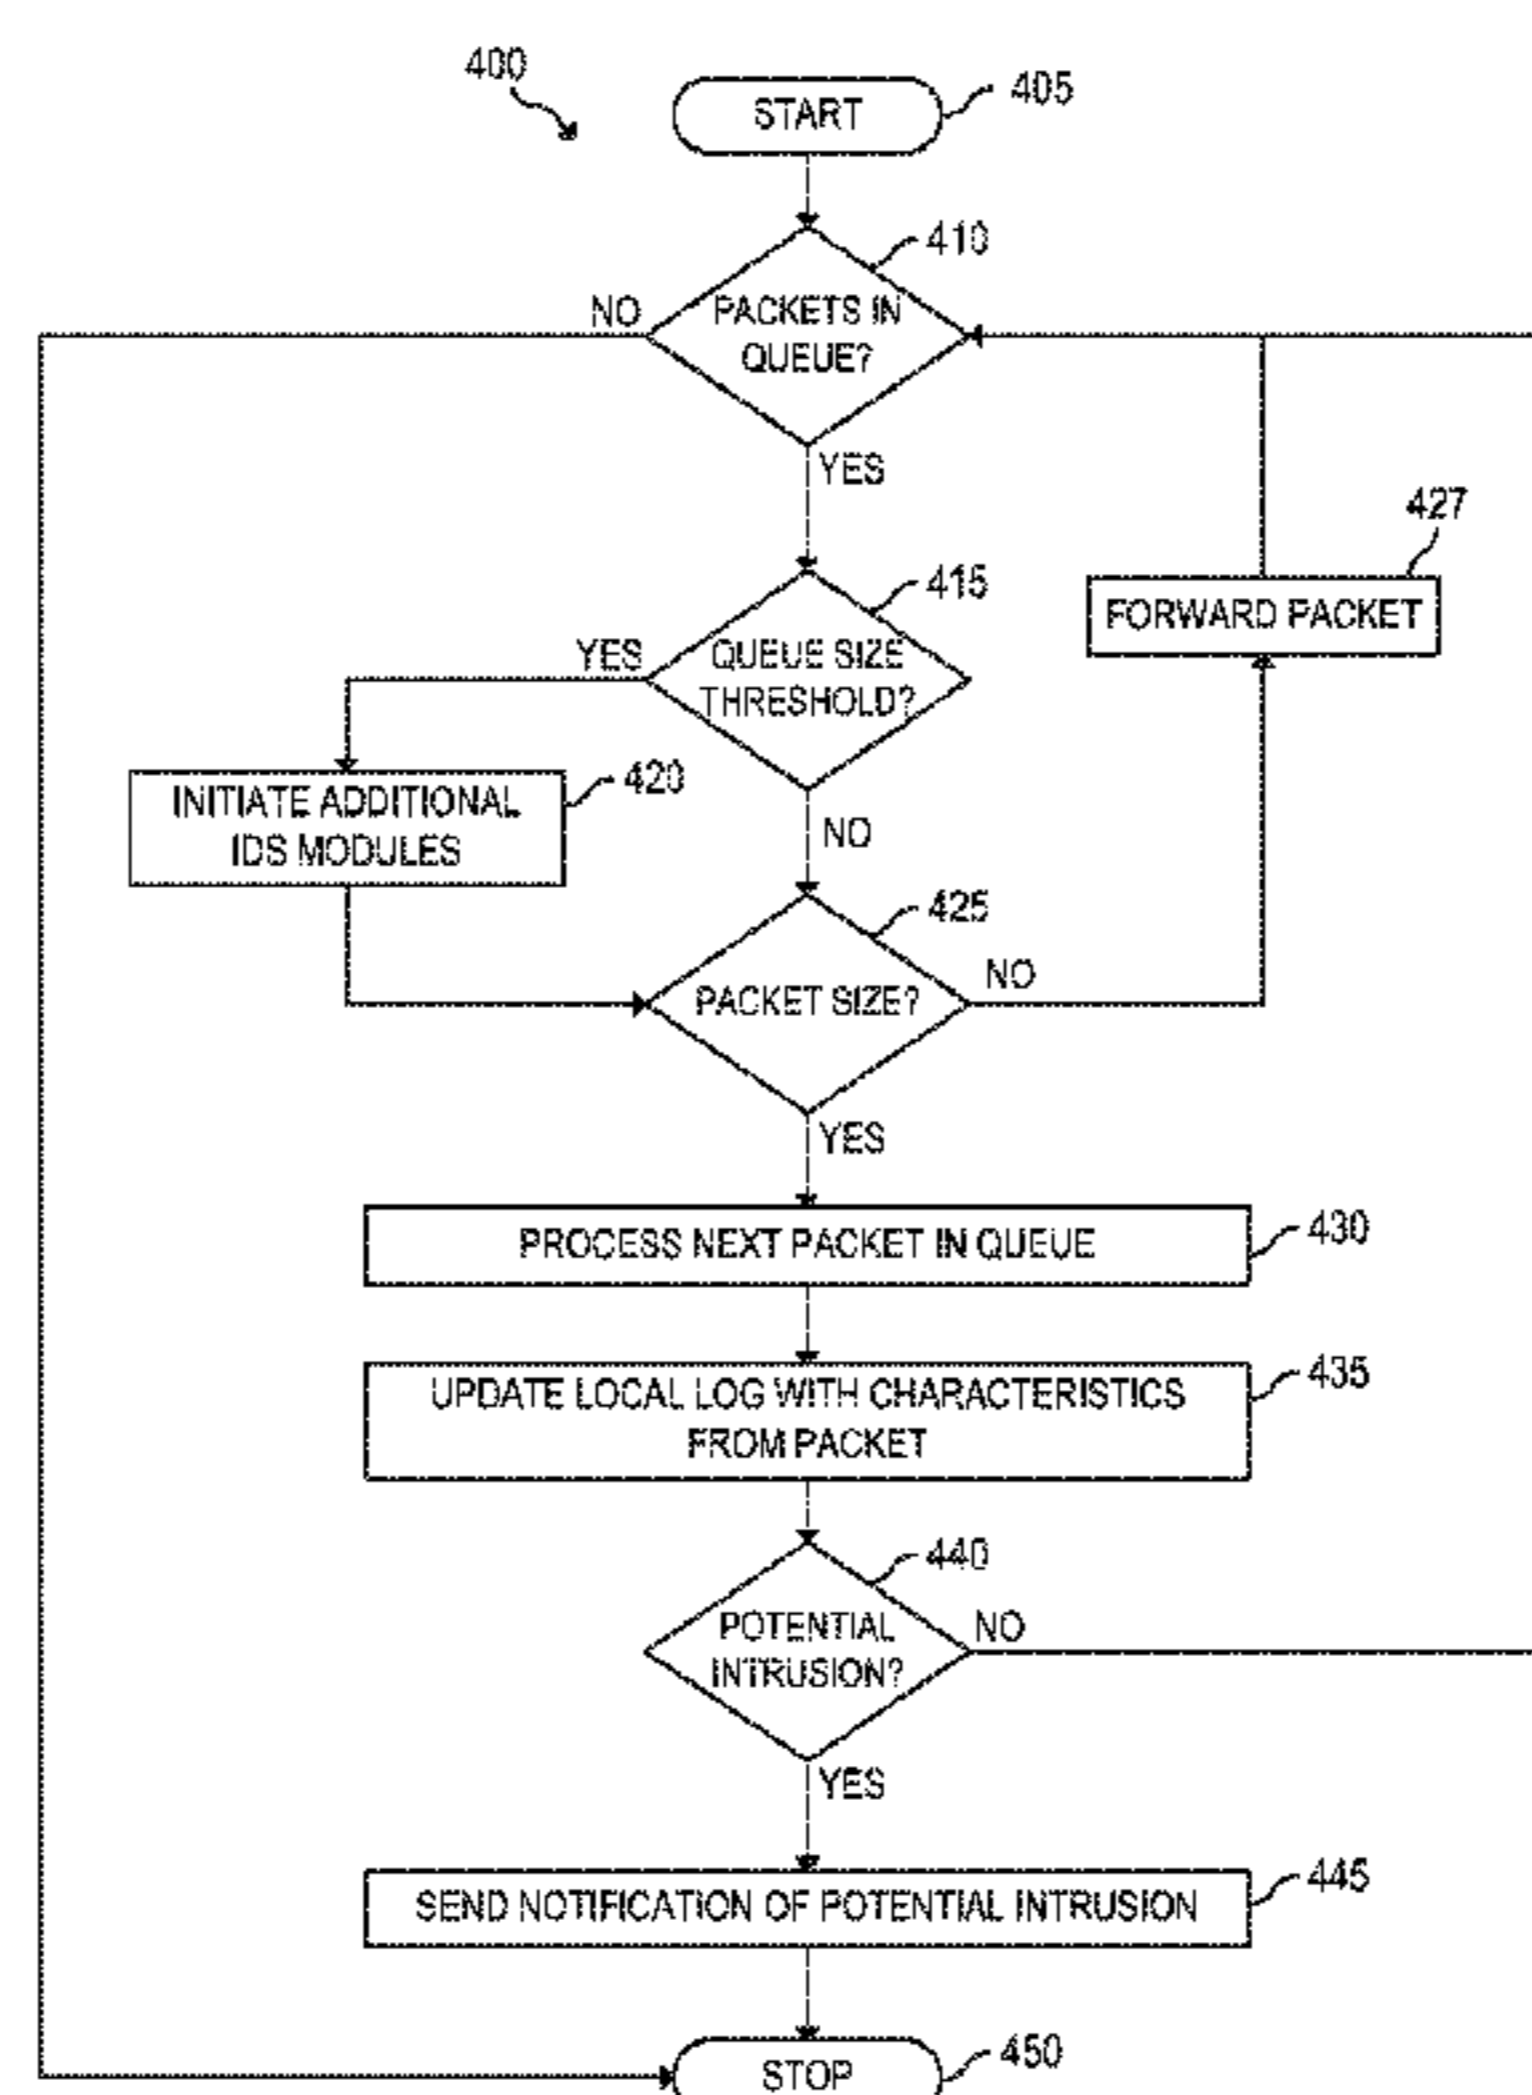 400
START
405
410
NO
PACKETS IN
QUEUE?
YES
427
415
FORWARD PACKET
YES
QUEUE SIZE
THRESHOLD?
420
INITIATE ADDITIONAL
IDS MODULES
NO
425
NO
PACKET SIZE?
YES
430
PROCESS NEXT PACKET IN QUEUE
435
UPDATE LOCAL LOG WITH CHARACTERISTICS
FROM PACKET
440
POTENTIAL
INTRUSION?
NO
YES
445
SEND NOTIFICATION OF POTENTIAL INTRUSION
450
STOP